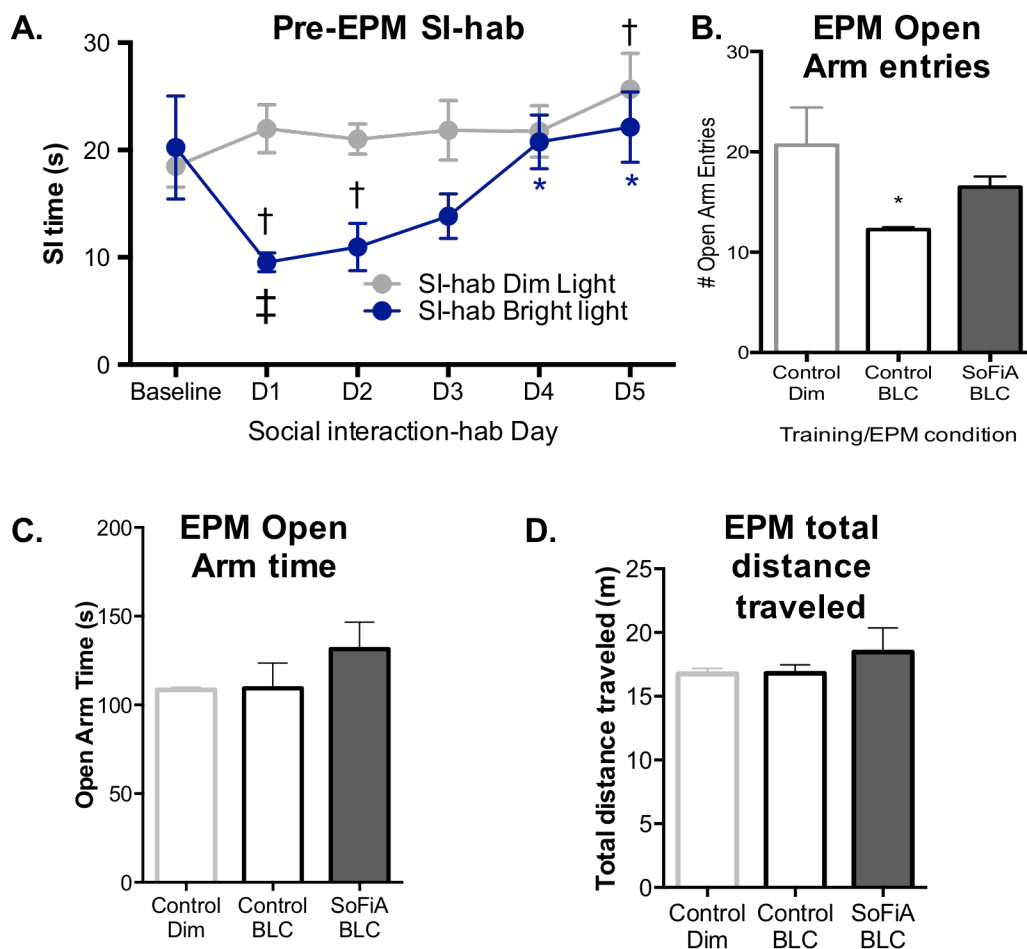 A.
Pre-EPM SI-hab
30
20
10
0
SI time (s)
†
†
†
‡
*
*
SI-hab Dim Light
SI-hab Bright light
Baseline D1 D2 D3 D4 D5
Social interaction-hab Day
B.
EPM Open
Arm entries
30
20
10
0
# Open Arm Entries
*
Control Control SoFiA
Dim BLC BLC
Training/EPM condition
C.
EPM Open
Arm time
200
150
100
50
0
Open Arm Time (s)
Control Control SoFiA
Dim BLC BLC
D.
EPM total
distance
traveled
25
20
15
10
5
0
Total distance traveled (m)
Control Control SoFiA
Dim BLC BLC